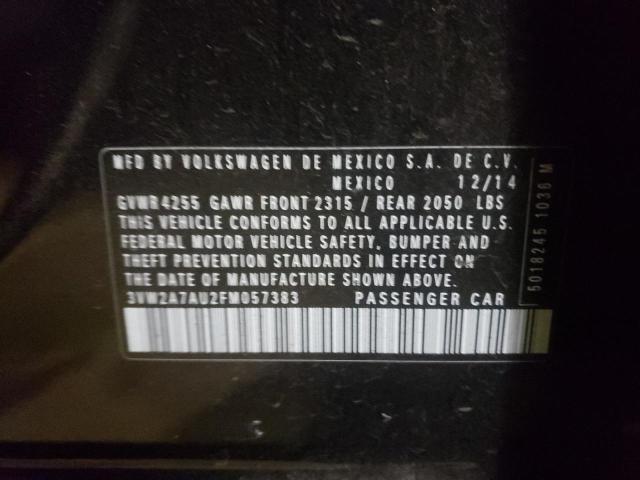 MFD BY VOLKSWAGEN DE MEXICO S.A. DE C.V.
MEXICO 12/14
GVWR 4255 GAWR FRONT 2315 / REAR 2050 LBS
THIS VEHICLE CONFORMS TO ALL APPLICABLE U.S.
FEDERAL MOTOR VEHICLE SAFETY, BUMPER AND
THEFT PREVENTION STANDARDS IN EFFECT ON
THE DATE OF MANUFACTURE SHOWN ABOVE.
3VW2A7AU2FM057383 PASSENGER CAR
5018245 1036 M